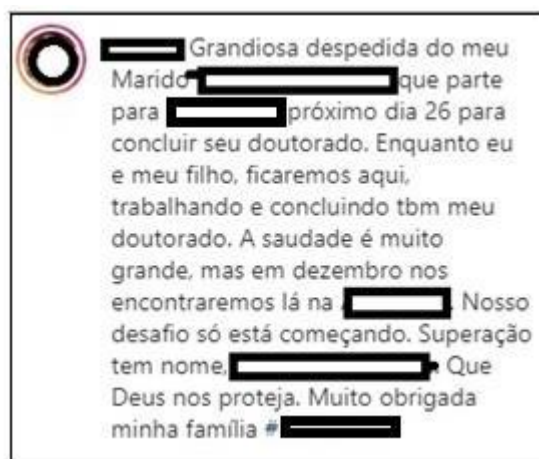 Grandiosa despedida do meu
Marido que parte
para próximo dia 26 para
concluir seu doutorado. Enquanto eu
e meu filho, ficaremos aqui,
trabalhando e concluindo tbm meu
doutorado. A saudade é muito
grande, mas em dezembro nos
encontraremos lá na . Nosso
desafio só está começando. Superação
tem nome, . Que
Deus nos proteja. Muito obrigada
minha família #